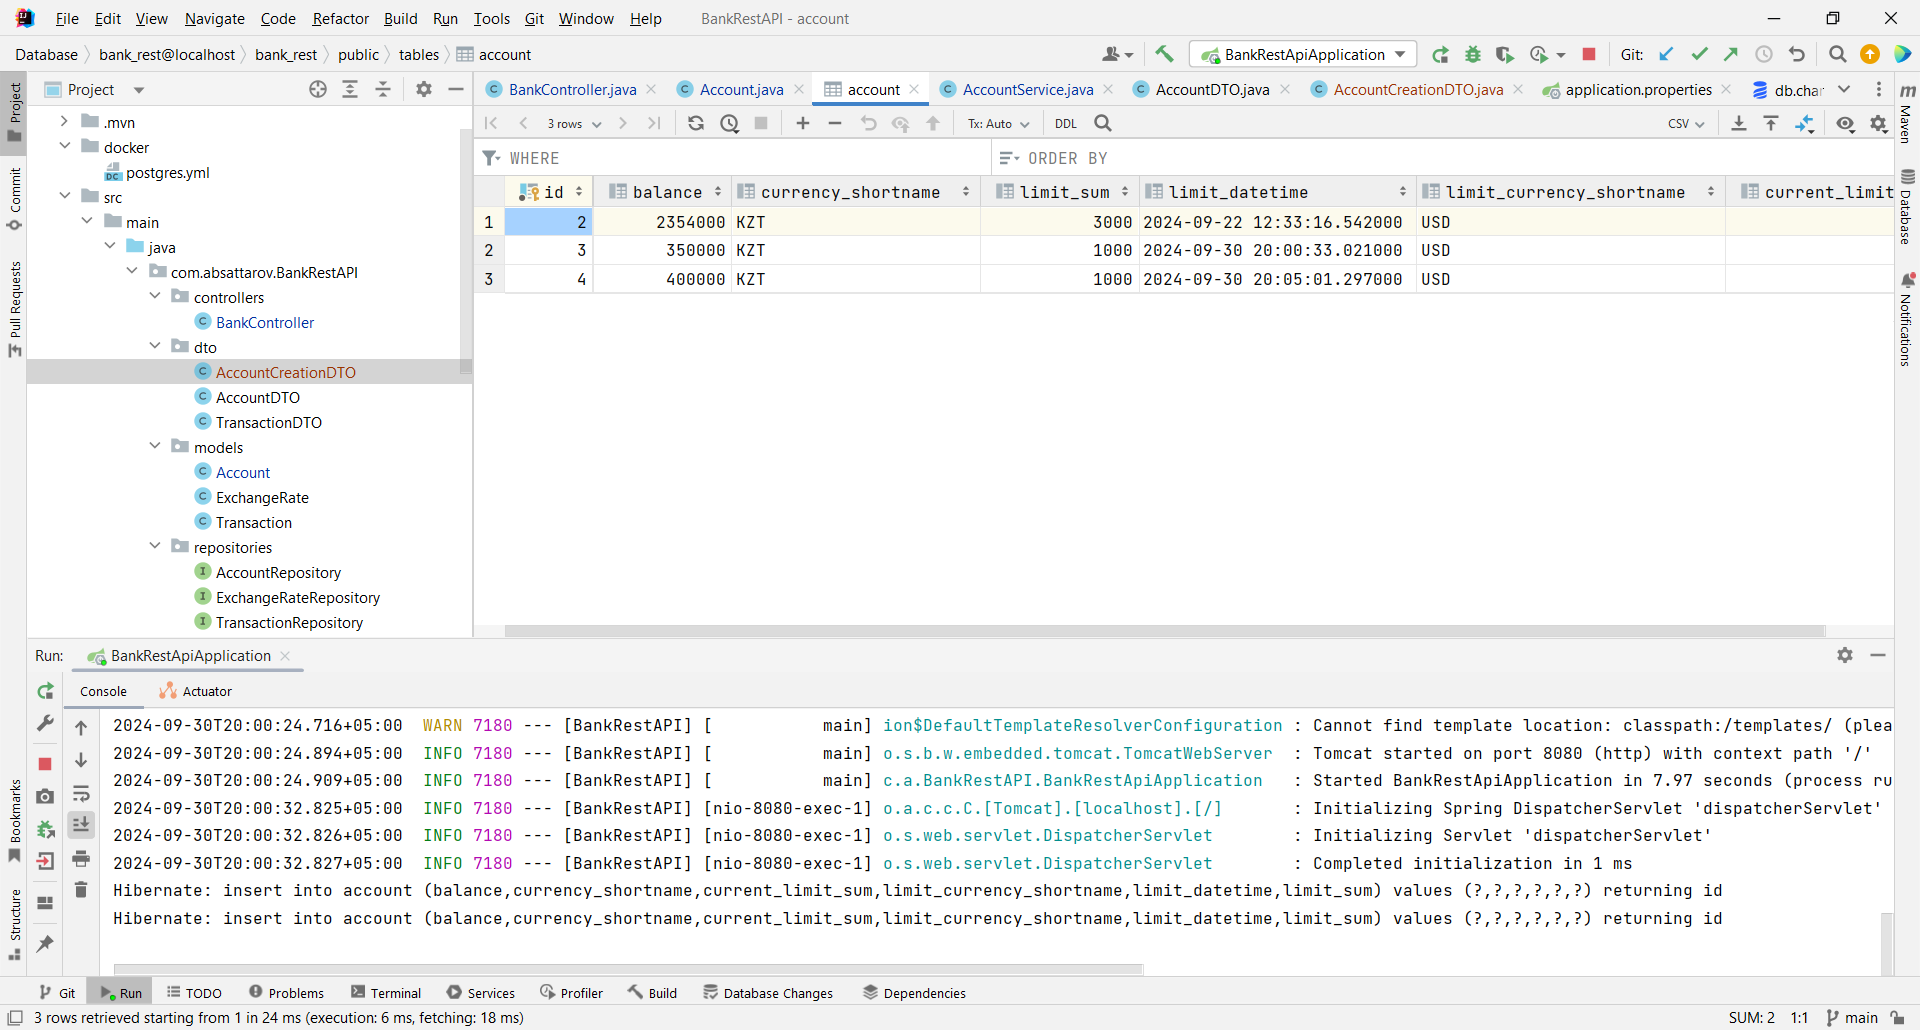 File Edit View Navigate Code Refactor Build Run Tools Git Window Help BankRestAPI - account
Database bank_rest@localhost bank_rest public tables account BankRestApiApplication Git:
Project
BankController.java Account.java account AccountService.java AccountDTO.java AccountCreationDTO.java application.properties db.char
3 rows Tx: Auto DDL CSV
WHERE ORDER BY
id balance currency_shortname limit_sum limit_datetime limit_currency_shortname current_limit
1 2 2354000 KZT 3000 2024-09-22 12:33:16.542000 USD
2 3 350000 KZT 1000 2024-09-30 20:00:33.021000 USD
3 4 400000 KZT 1000 2024-09-30 20:05:01.297000 USD
.mvn
docker
postgres.yml
src
main
java
com.absattarov.BankRestAPI
controllers
BankController
dto
AccountCreationDTO
AccountDTO
TransactionDTO
models
Account
ExchangeRate
Transaction
repositories
AccountRepository
ExchangeRateRepository
TransactionRepository
Project
Commit
Pull Requests
Bookmarks
Structure
m
Maven
Database
Notifications
Run: BankRestApiApplication
Console Actuator
2024-09-30T20:00:24.716+05:00 WARN 7180 --- [BankRestAPI] [ main] ion$DefaultTemplateResolverConfiguration : Cannot find template location: classpath:/templates/ (plea
2024-09-30T20:00:24.894+05:00 INFO 7180 --- [BankRestAPI] [ main] o.s.b.w.embedded.tomcat.TomcatWebServer : Tomcat started on port 8080 (http) with context path '/'
2024-09-30T20:00:24.909+05:00 INFO 7180 --- [BankRestAPI] [ main] c.a.BankRestAPI.BankRestApiApplication : Started BankRestApiApplication in 7.97 seconds (process ru
2024-09-30T20:00:32.825+05:00 INFO 7180 --- [BankRestAPI] [nio-8080-exec-1] o.a.c.c.C.[Tomcat].[localhost].[/] : Initializing Spring DispatcherServlet 'dispatcherServlet'
2024-09-30T20:00:32.826+05:00 INFO 7180 --- [BankRestAPI] [nio-8080-exec-1] o.s.web.servlet.DispatcherServlet : Initializing Servlet 'dispatcherServlet'
2024-09-30T20:00:32.827+05:00 INFO 7180 --- [BankRestAPI] [nio-8080-exec-1] o.s.web.servlet.DispatcherServlet : Completed initialization in 1 ms
Hibernate: insert into account (balance,currency_shortname,current_limit_sum,limit_currency_shortname,limit_datetime,limit_sum) values (?,?,?,?,?,?) returning id
Hibernate: insert into account (balance,currency_shortname,current_limit_sum,limit_currency_shortname,limit_datetime,limit_sum) values (?,?,?,?,?,?) returning id
Git Run TODO Problems Terminal Services Profiler Build Database Changes Dependencies
3 rows retrieved starting from 1 in 24 ms (execution: 6 ms, fetching: 18 ms) SUM: 2 1:1 main